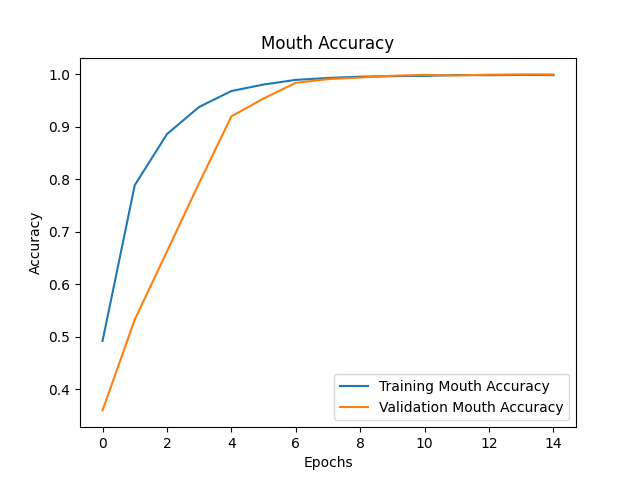 Mouth Accuracy
1.0
0.9
0.8
0.7
0.6
0.5
0.4
Accuracy
Training Mouth Accuracy
Validation Mouth Accuracy
0 2 4 6 8 10 12 14
Epochs